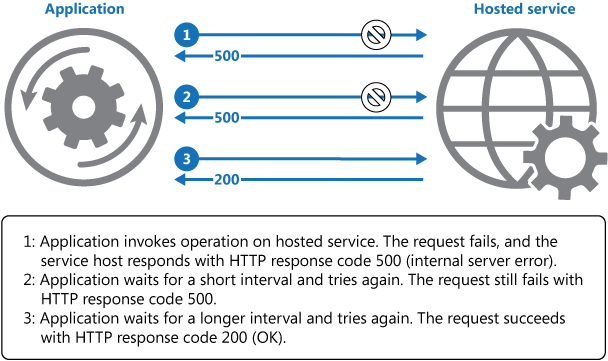 Application
Hosted service
1
500
2
500
3
200
1: Application invokes operation on hosted service. The request fails, and the
service host responds with HTTP response code 500 (internal server error).
2: Application waits for a short interval and tries again. The request still fails with
HTTP response code 500.
3: Application waits for a longer interval and tries again. The request succeeds
with HTTP response code 200 (OK).